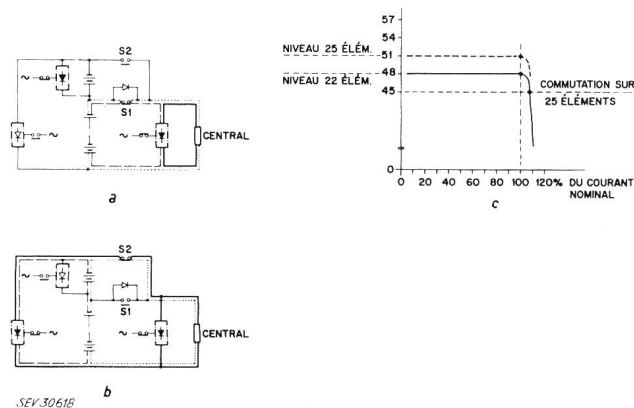 S2
S1
CENTRAL
a
S2
S1
CENTRAL
b
SEV 30618
57
54
NIVEAU 25 ÉLÉM.
51
48
NIVEAU 22 ÉLÉM.
45
COMMUTATION SUR
25 ÉLÉMENTS
0
0 20 40 60 80 100 120% DU COURANT
NOMINAL
c